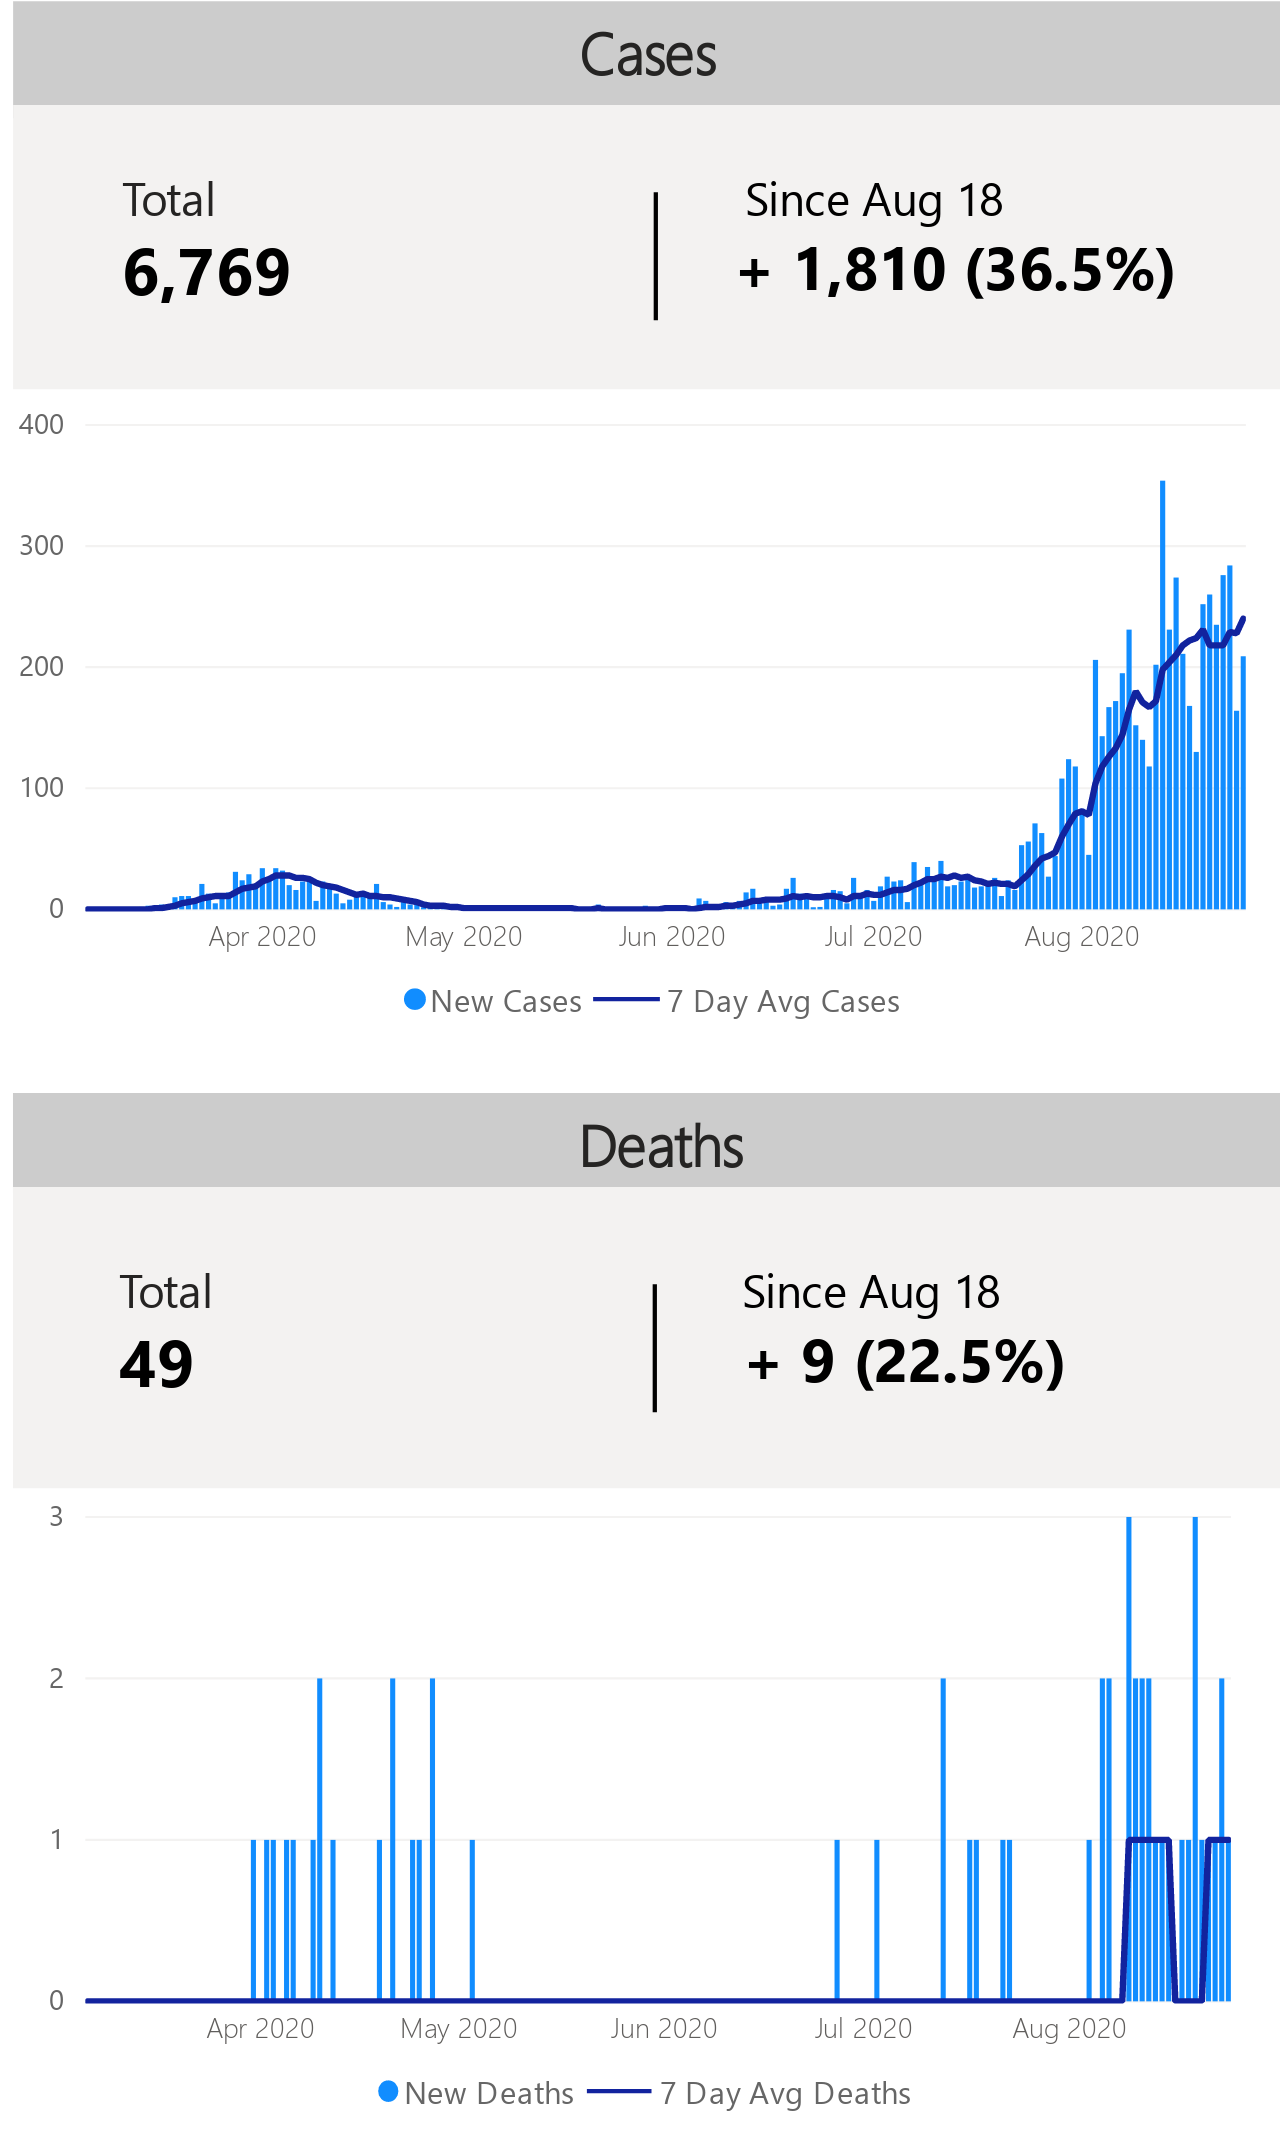 Cases
Total
6,769
Since Aug 18
+ 1,810 (36.5%)
400
300
200
100
0
Apr 2020
May 2020
Jun 2020
Jul 2020
Aug 2020
New Cases
7 Day Avg Cases
Deaths
Total
49
Since Aug 18
+ 9 (22.5%)
3
2
1
0
Apr 2020
May 2020
Jun 2020
Jul 2020
Aug 2020
New Deaths
7 Day Avg Deaths